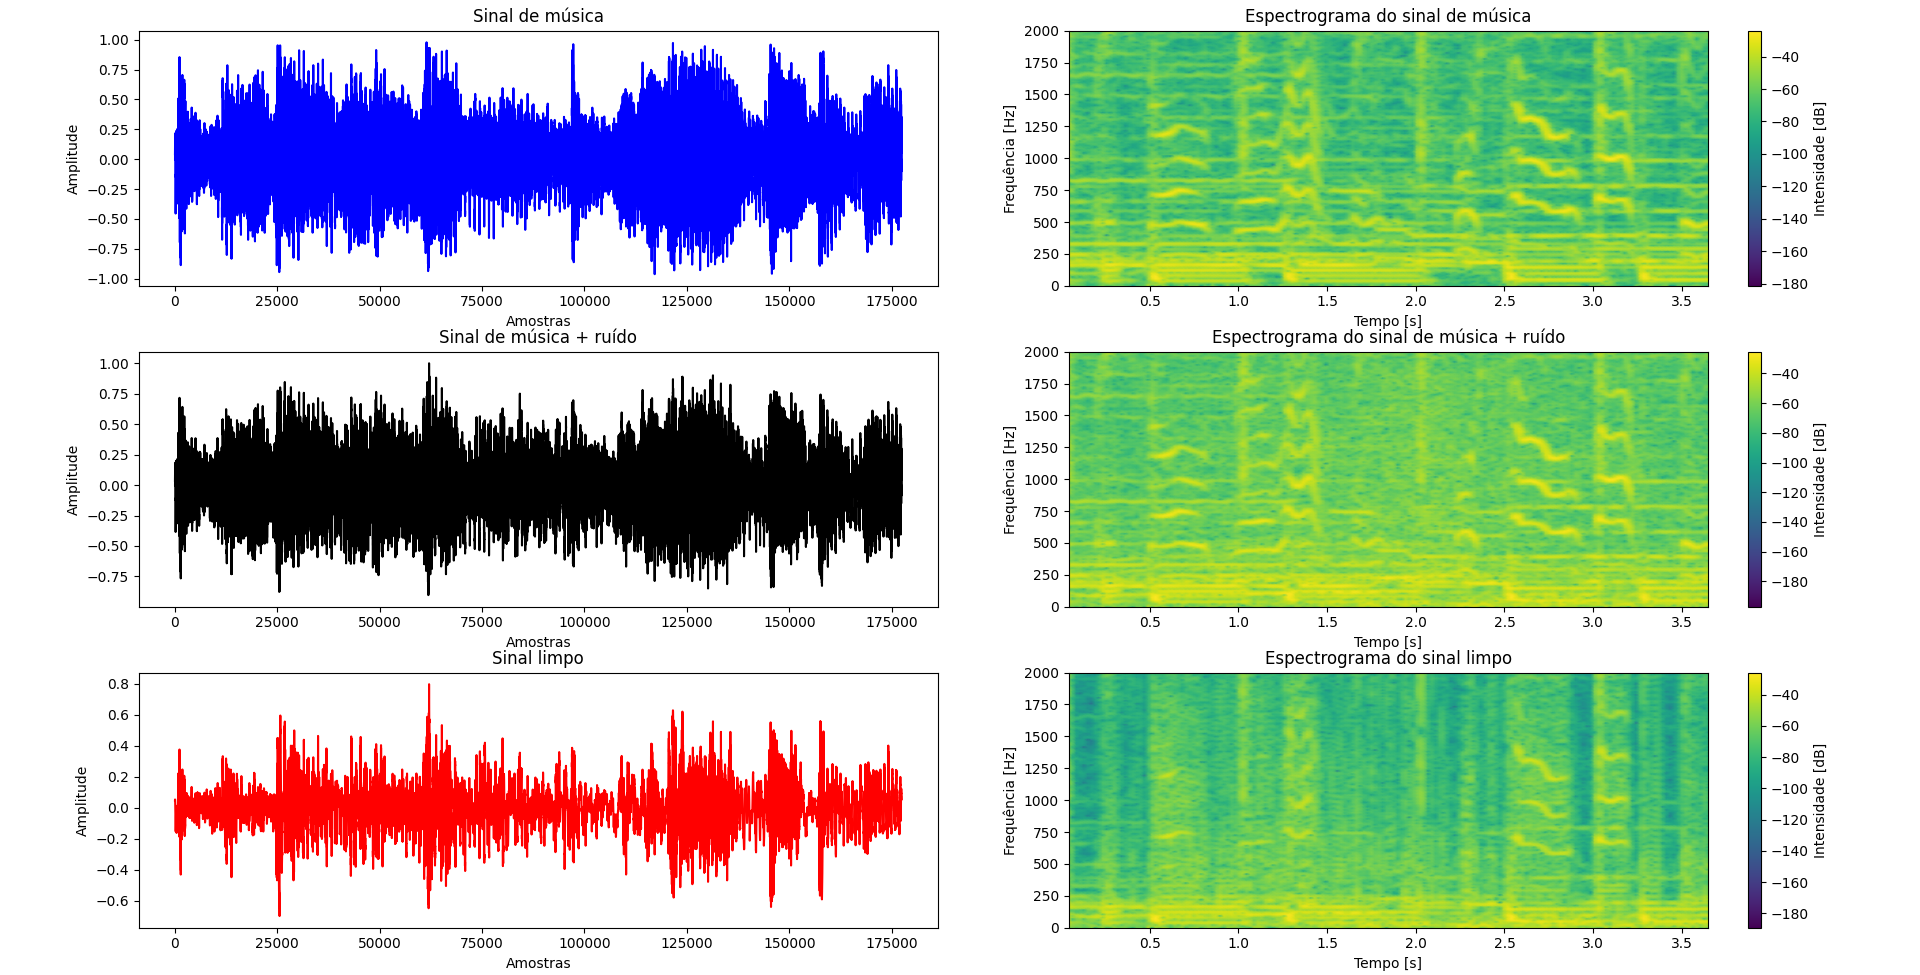 Sinal de música
1.00
0.75
0.50
0.25
0.00
−0.25
−0.50
−0.75
−1.00
Amplitude
0 25000 50000 75000 100000 125000 150000 175000
Amostras
Espectrograma do sinal de música
2000
1750
1500
1250
1000
750
500
250
0
Frequência [Hz]
0.5 1.0 1.5 2.0 2.5 3.0 3.5
Tempo [s]
−40
−60
−80
−100
−120
−140
−160
−180
Intensidade [dB]
Sinal de música + ruído
1.00
0.75
0.50
0.25
0.00
−0.25
−0.50
−0.75
Amplitude
0 25000 50000 75000 100000 125000 150000 175000
Amostras
Espectrograma do sinal de música + ruído
2000
1750
1500
1250
1000
750
500
250
0
Frequência [Hz]
0.5 1.0 1.5 2.0 2.5 3.0 3.5
Tempo [s]
−40
−60
−80
−100
−120
−140
−160
−180
Intensidade [dB]
Sinal limpo
0.8
0.6
0.4
0.2
0.0
−0.2
−0.4
−0.6
Amplitude
0 25000 50000 75000 100000 125000 150000 175000
Amostras
Espectrograma do sinal limpo
2000
1750
1500
1250
1000
750
500
250
0
Frequência [Hz]
0.5 1.0 1.5 2.0 2.5 3.0 3.5
Tempo [s]
−40
−60
−80
−100
−120
−140
−160
−180
Intensidade [dB]